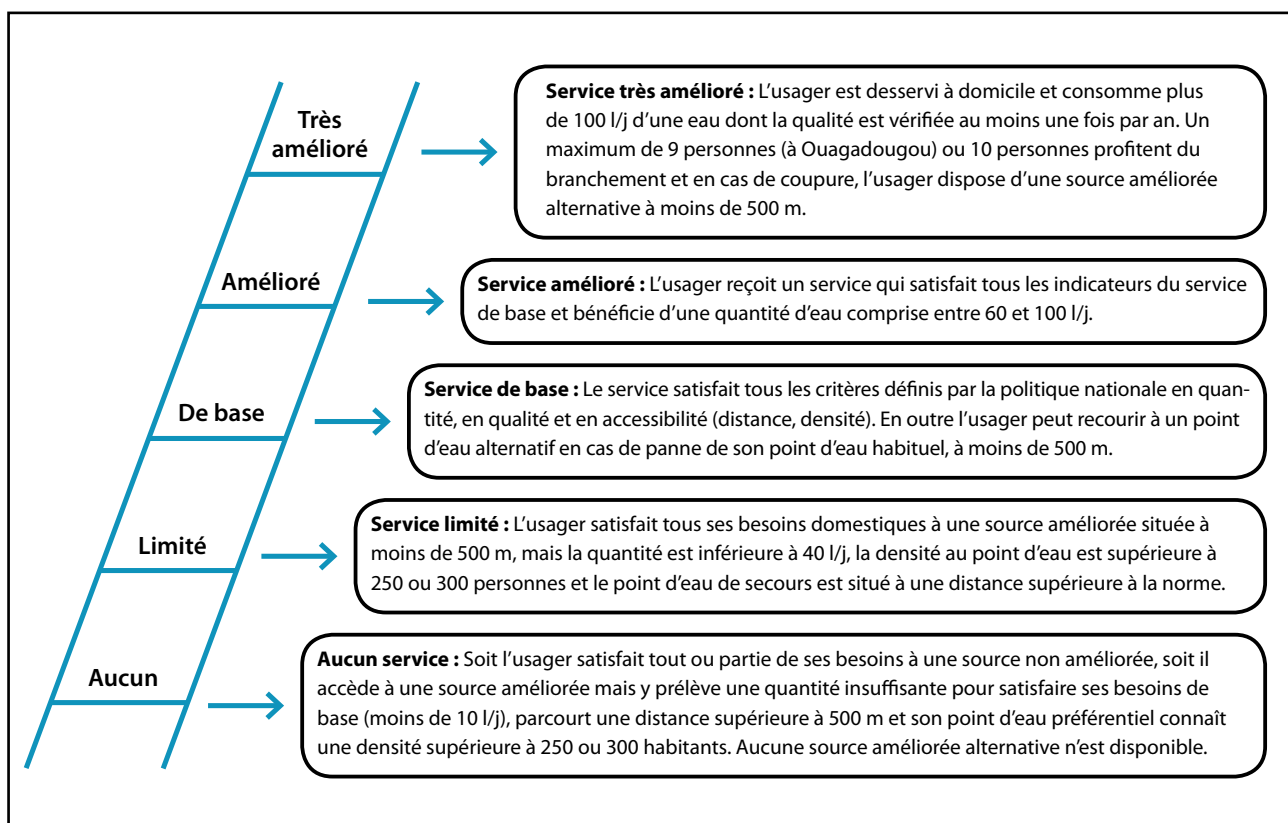 Très
amélioré
Service très amélioré : L’usager est desservi à domicile et consomme plus
de 100 l/j d’une eau dont la qualité est vérifiée au moins une fois par an. Un
maximum de 9 personnes (à Ouagadougou) ou 10 personnes profitent du
branchement et en cas de coupure, l’usager dispose d’une source améliorée
alternative à moins de 500 m.
Amélioré
Service amélioré : L’usager reçoit un service qui satisfait tous les indicateurs du service
de base et bénéficie d’une quantité d’eau comprise entre 60 et 100 l/j.
De base
Service de base : Le service satisfait tous les critères définis par la politique nationale en quan-
tité, en qualité et en accessibilité (distance, densité). En outre l’usager peut recourir à un point
d’eau alternatif en cas de panne de son point d’eau habituel, à moins de 500 m.
Limité
Service limité : L’usager satisfait tous ses besoins domestiques à une source améliorée située à
moins de 500 m, mais la quantité est inférieure à 40 l/j, la densité au point d’eau est supérieure à
250 ou 300 personnes et le point d’eau de secours est situé à une distance supérieure à la norme.
Aucun
Aucun service : Soit l’usager satisfait tout ou partie de ses besoins à une source non améliorée, soit il
accède à une source améliorée mais y prélève une quantité insuffisante pour satisfaire ses besoins de
base (moins de 10 l/j), parcourt une distance supérieure à 500 m et son point d’eau préférentiel connaît
une densité supérieure à 250 ou 300 habitants. Aucune source améliorée alternative n’est disponible.